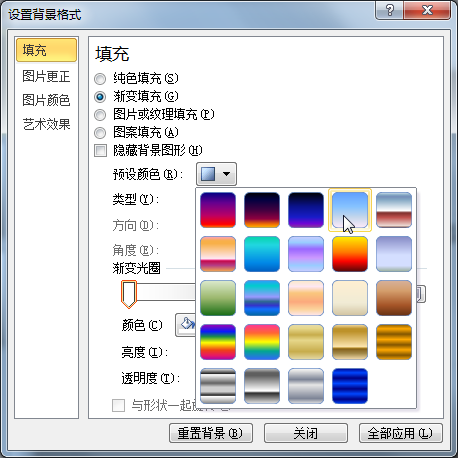 设置背景格式
填充
图片更正
图片颜色
艺术效果
填充
纯色填充(S)
渐变填充(G)
图片或纹理填充(P)
图案填充(A)
隐藏背景图形(H)
预设颜色(R):
类型(Y):
方向(D):
角度(E):
渐变光圈
颜色(C)
亮度(I):
透明度(T):
与形状一起旋转
重置背景(B)
关闭
全部应用(L)